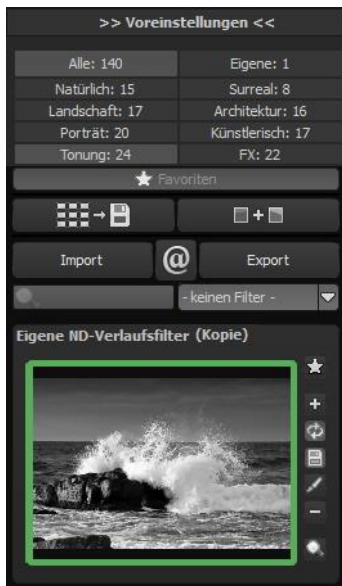 >> Voreinstellungen <<
Alle: 140 Eigene: 1
Natürlich: 15 Surreal: 8
Landschaft: 17 Architektur: 16
Porträt: 20 Künstlerisch: 17
Tonung: 24 FX: 22
Favoriten
Import @ Export
- keinen Filter -
Eigene ND-Verlaufsfilter (Kopie)